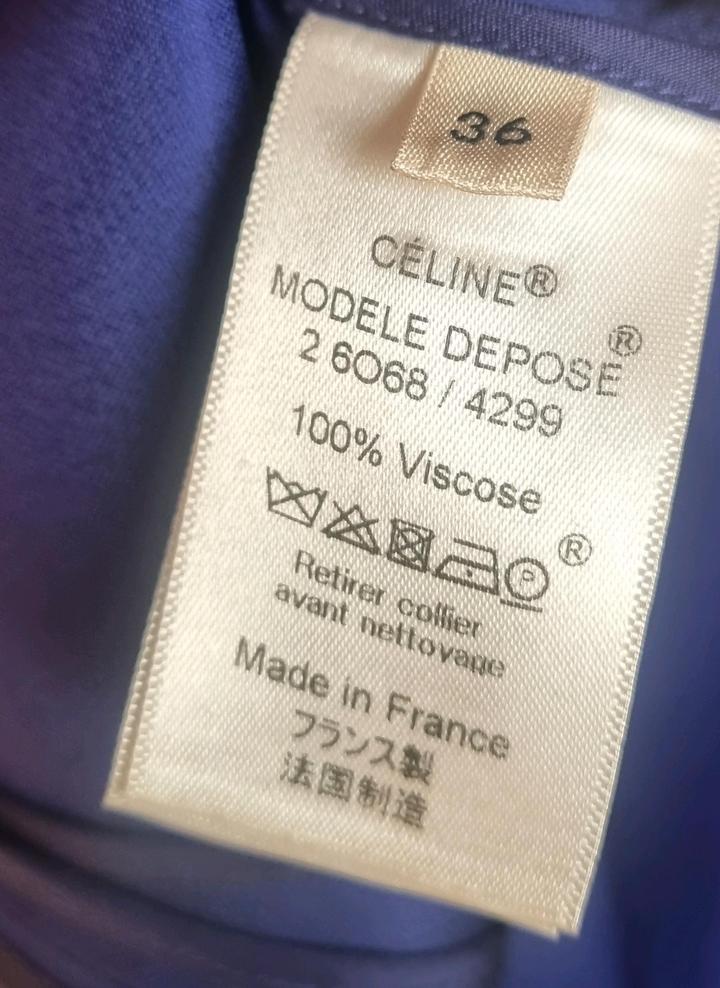 36
CÉLINE®
MODELE DEPOSE®
2 6O68 / 4299
100% Viscose
P
®
Retirer collier
avant nettoyage
Made in France
フランス製
法国制造